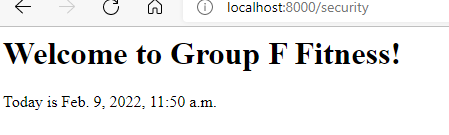 localhost:8000/security
Welcome to Group F Fitness!
Today is Feb. 9, 2022, 11:50 a.m.